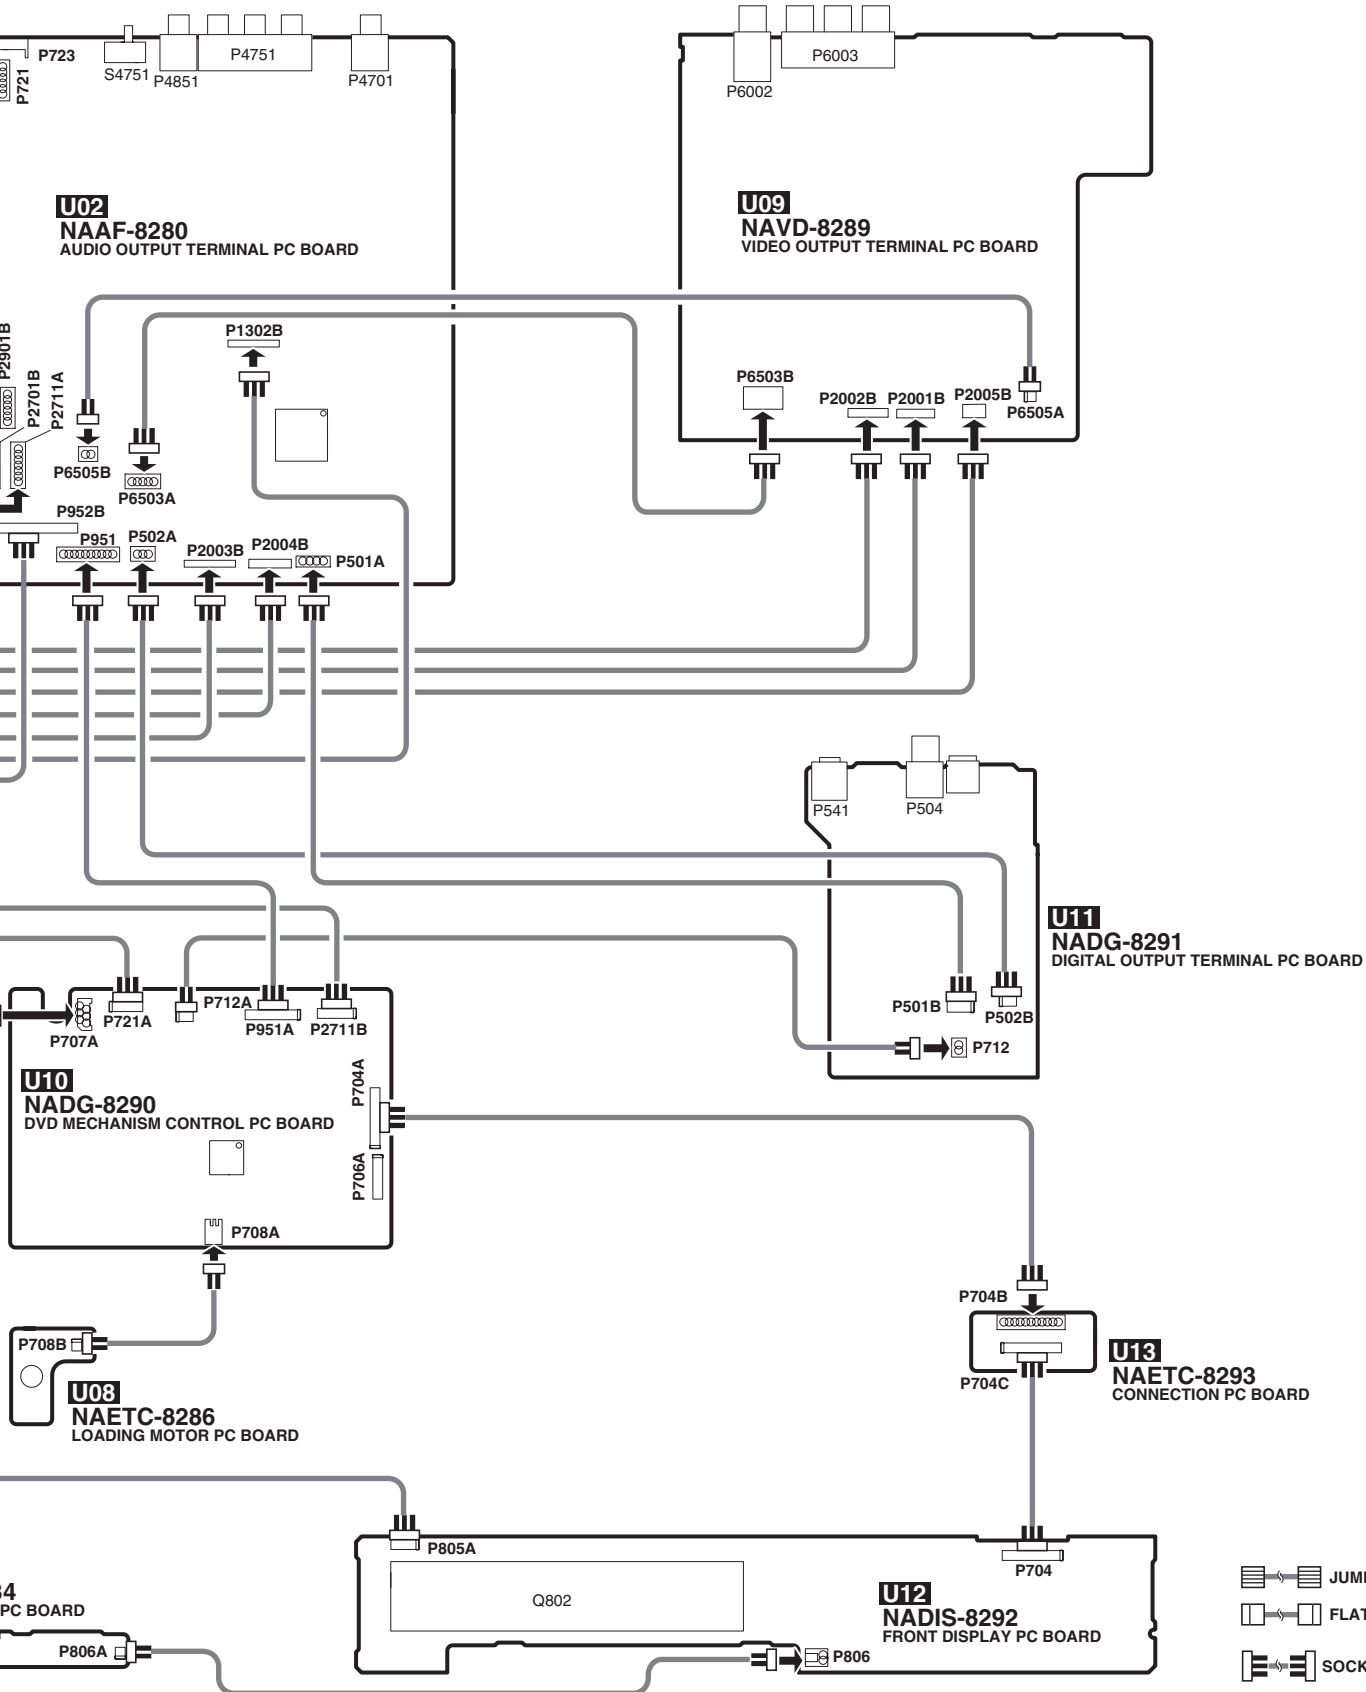 P723
P721
S4751
P4851
P4751
P4701
P6002
P6003
U02
NAAF-8280
AUDIO OUTPUT TERMINAL PC BOARD
U09
NAVD-8289
VIDEO OUTPUT TERMINAL PC BOARD
P2901B
P2701B
P2711A
P1302B
P6505B
P6503A
P6503B
P2002B
P2001B
P2005B
P6505A
P952B
P951
P502A
P2003B
P2004B
P501A
P541
P504
U11
NADG-8291
DIGITAL OUTPUT TERMINAL PC BOARD
P501B
P502B
P712
P707A
P721A
P712A
P951A
P2711B
U10
NADG-8290
DVD MECHANISM CONTROL PC BOARD
P704A
P706A
P708A
P704B
P704C
U13
NAETC-8293
CONNECTION PC BOARD
P708B
U08
NAETC-8286
LOADING MOTOR PC BOARD
P805A
P704
Q802
U12
NADIS-8292
FRONT DISPLAY PC BOARD
P806
34
PC BOARD
P806A
JUM
FLAT
SOCK